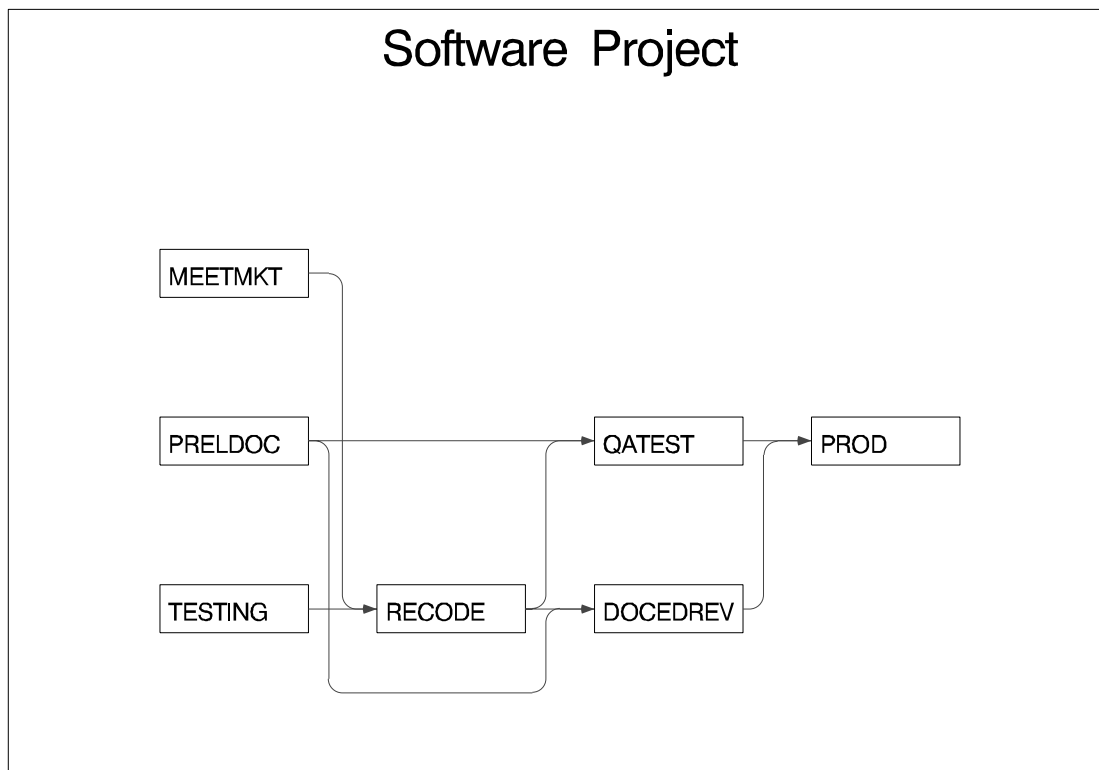 Software Project
MEETMKT
PRELDOC
QATEST
PROD
TESTING
RECODE
DOCEDREV